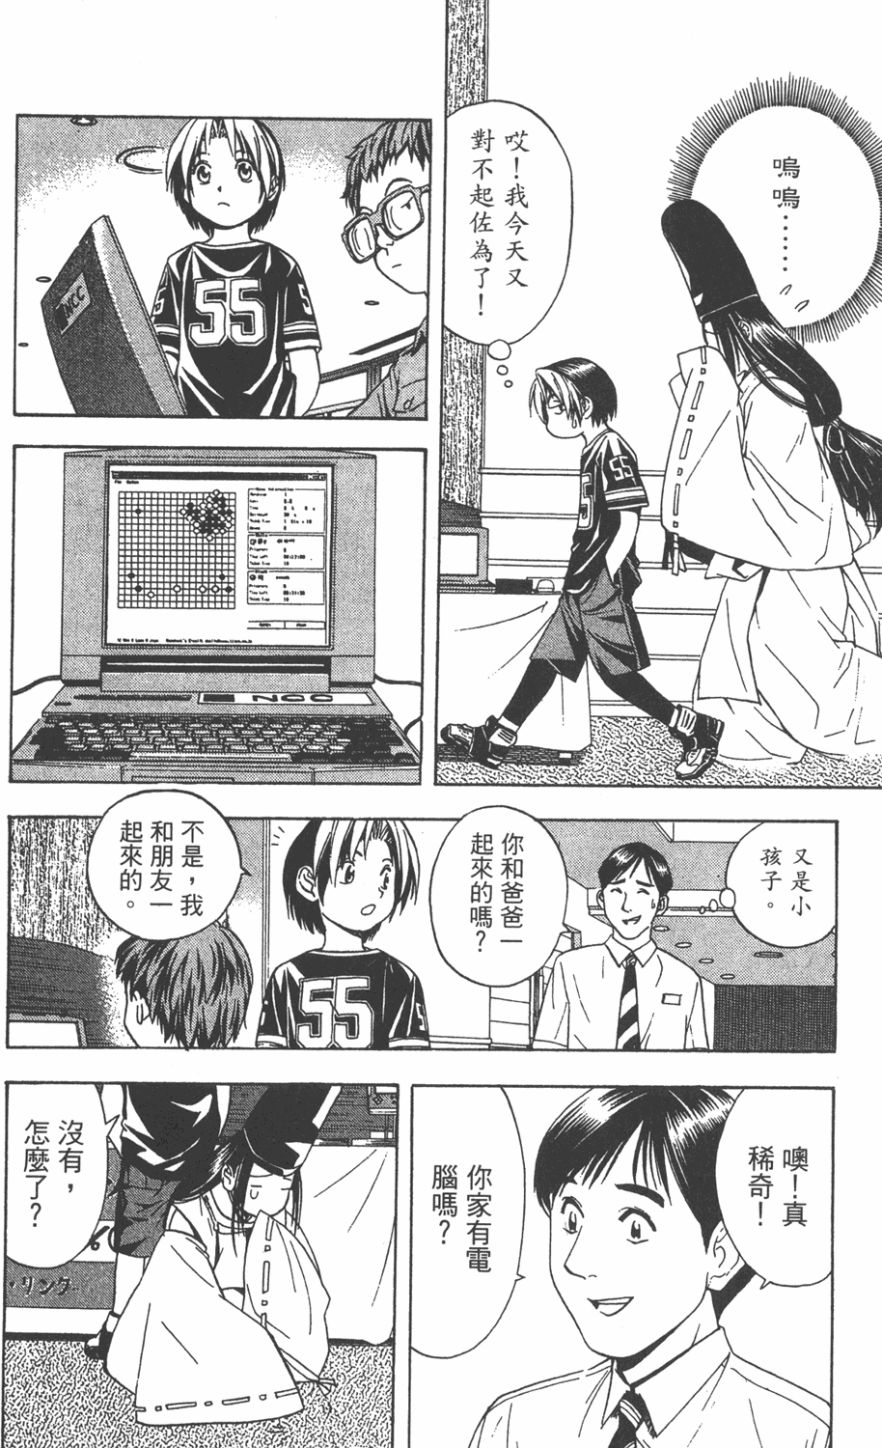 嗚
嗚……
哎！我今天又
對不起佐為了！
55
55
NCC
55
55
NCC
又是小
孩子。
你和爸爸一
起來的嗎？
不是，我
和朋友一
起來的。
55
噢！真
稀奇！
你家有電
腦嗎？
沒有，
怎麼了？
・リンク